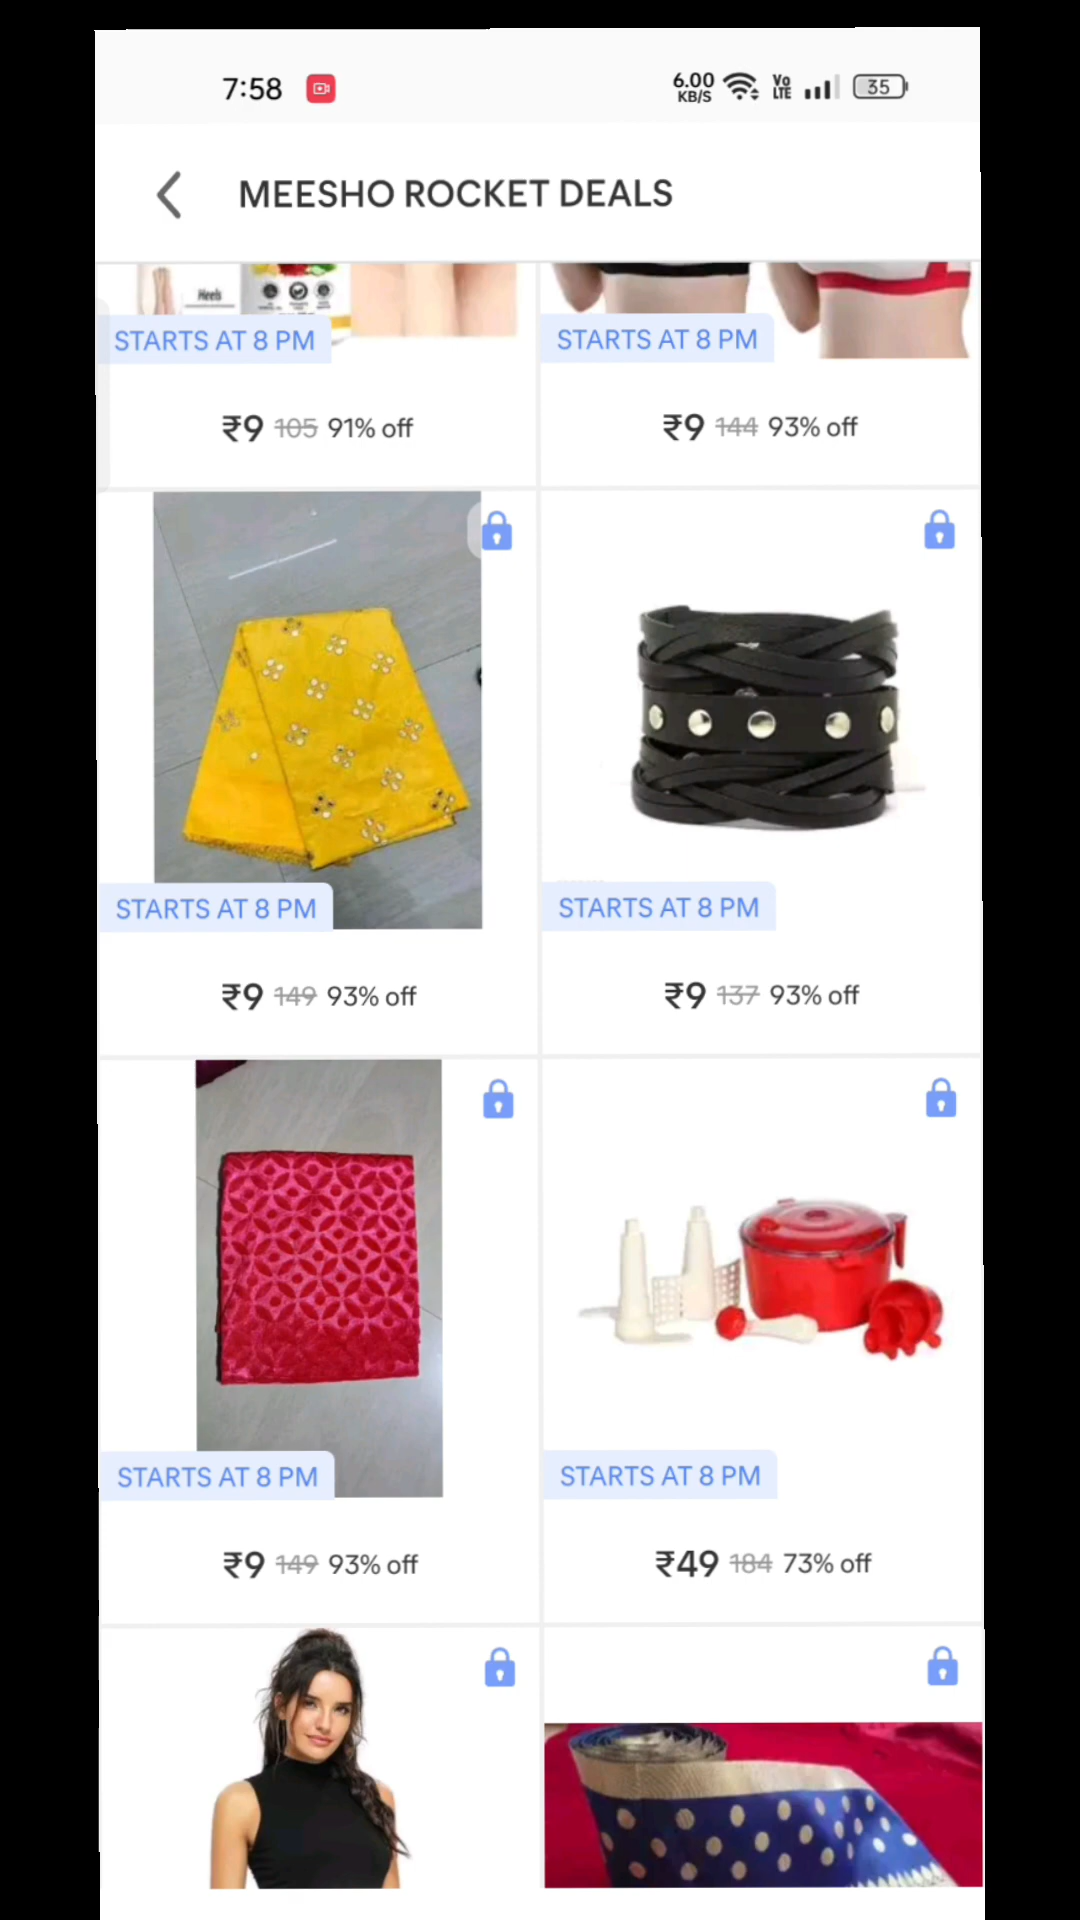 7:58
6.00
KB/S
Vo
LTE
35
MEESHO ROCKET DEALS
Heels
STARTS AT 8 PM
STARTS AT 8 PM
₹9 105 91% off
₹9 144 93% off
STARTS AT 8 PM
STARTS AT 8 PM
₹9 149 93% off
₹9 137 93% off
STARTS AT 8 PM
STARTS AT 8 PM
₹9 149 93% off
₹49 184 73% off